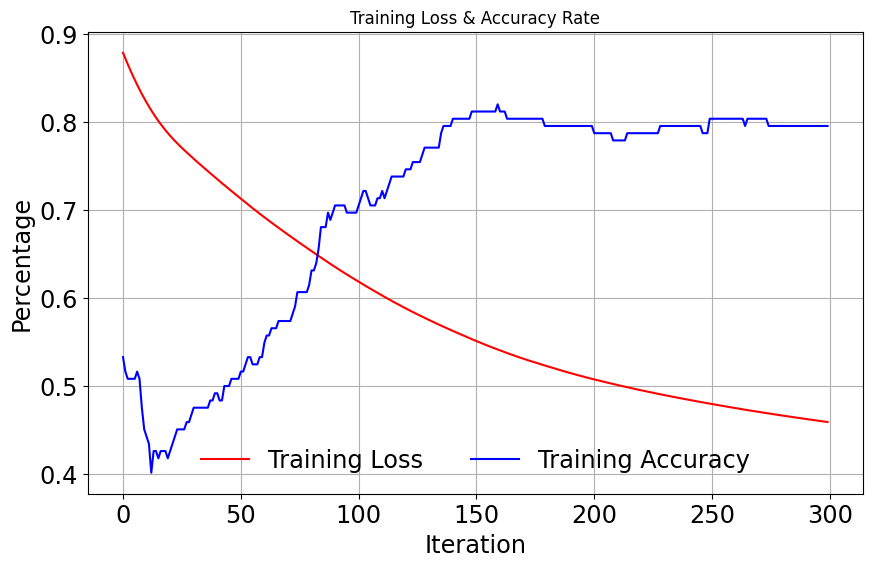 Training Loss & Accuracy Rate
0.9
0.8
0.7
0.6
0.5
0.4
Percentage
Training Loss
Training Accuracy
0 50 100 150 200 250 300
Iteration